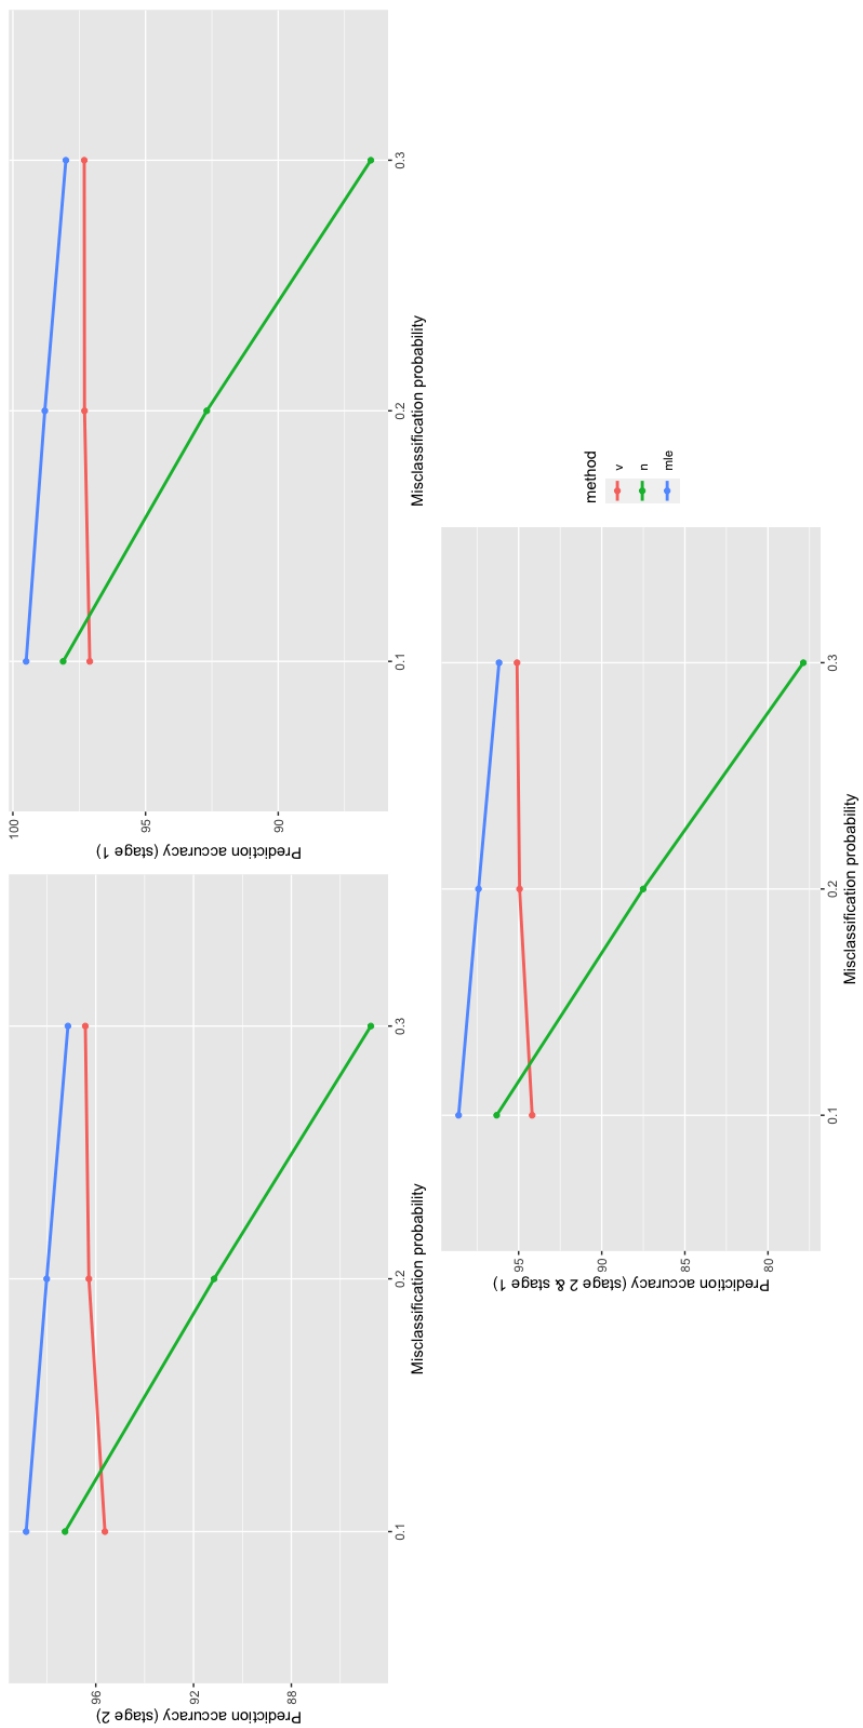 Prediction accuracy (stage 2)
96
92
88
0.1
0.2
0.3
Misclassification probability
Prediction accuracy (stage 1)
100
95
90
0.1
0.2
0.3
Misclassification probability
Prediction accuracy (stage 2 & stage 1)
95
90
85
80
0.1
0.2
0.3
Misclassification probability
method
v
n
mle